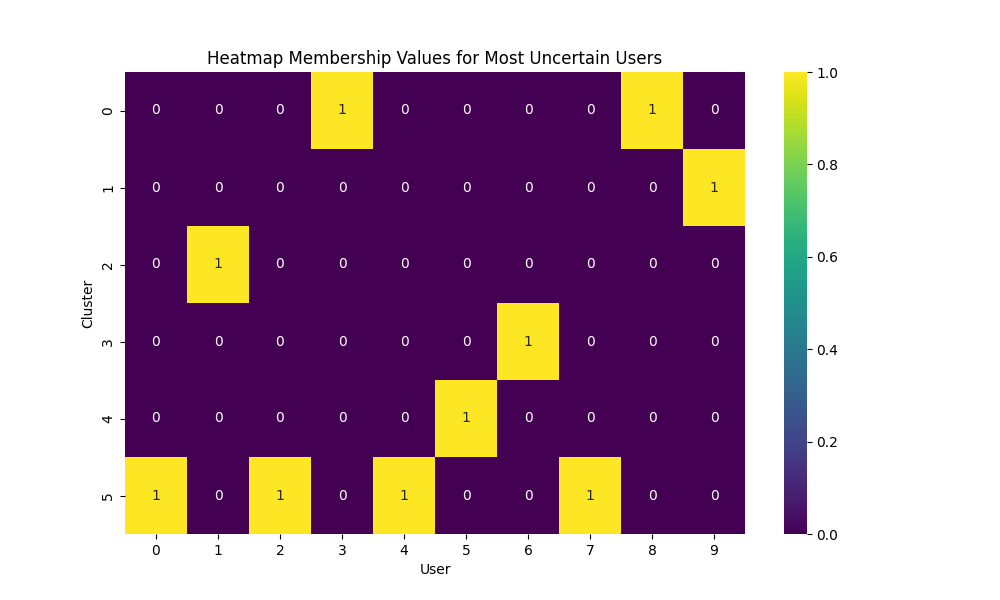 Heatmap Membership Values for Most Uncertain Users
0 0 0 0 1 0 0 0 0 1 0 1.0
1 0 0 0 0 0 0 0 0 0 1 0.8
2 0 1 0 0 0 0 0 0 0 0 0.6
Cluster
3 0 0 0 0 0 0 1 0 0 0 0.4
4 0 0 0 0 0 1 0 0 0 0 0.2
5 1 0 1 0 1 0 0 1 0 0 0.0
0 1 2 3 4 5 6 7 8 9
User